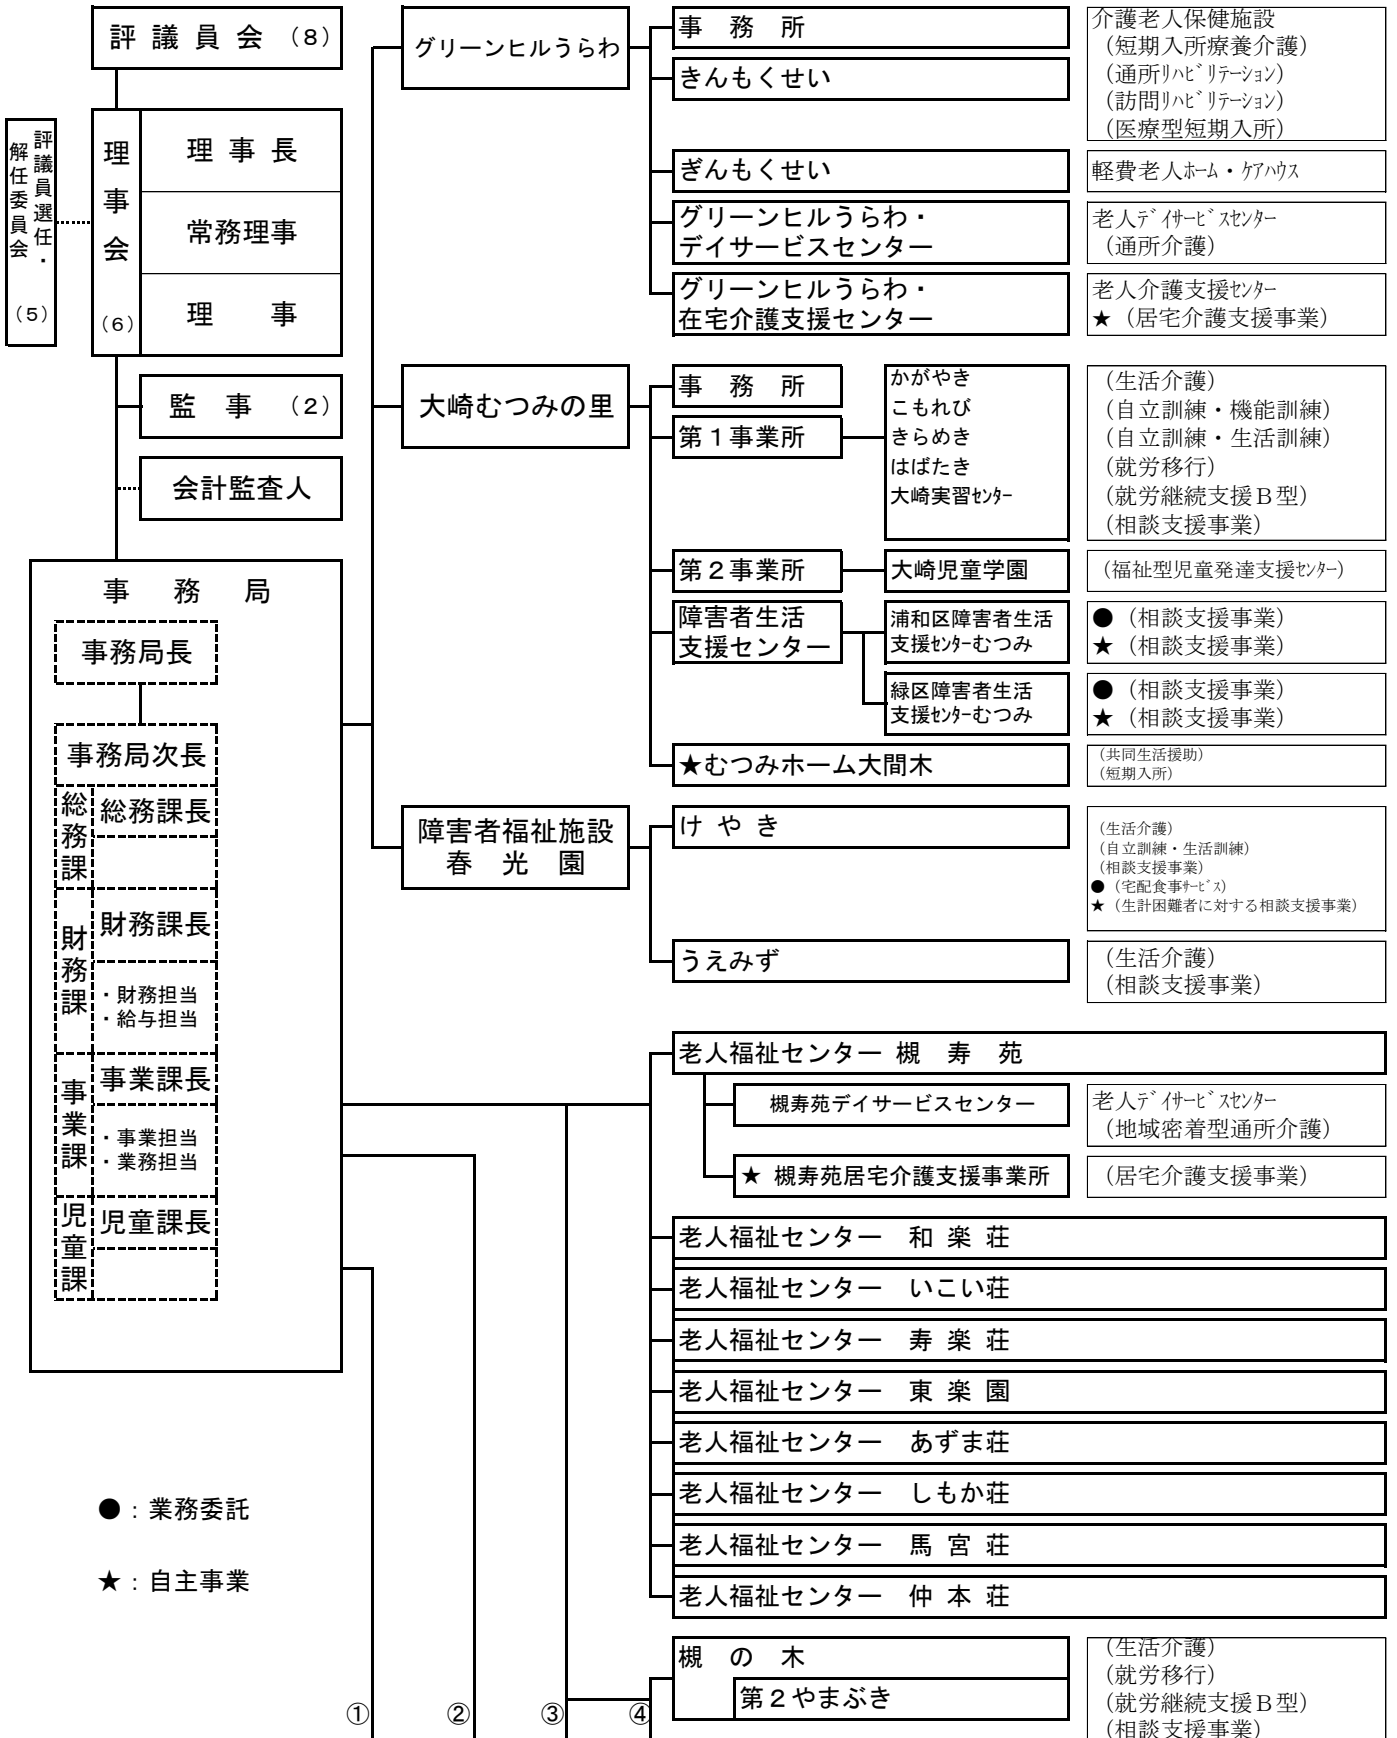 評 議 員 会 （8）
評議員選任・
解任委員会
（5）
理事会
（6）
理 事 長
常務理事
理　　事
監　事　（2）
会計監査人
事　務　局
事務局長
事務局次長
総務課
総務課長
財務課
財務課長
・財務担当
・給与担当
事業課
事業課長
・事業担当
・業務担当
児童課
児童課長
●：業務委託
★：自主事業
グリーンヒルうらわ
事　務　所
きんもくせい
介護老人保健施設
（短期入所療養介護）
（通所ﾘﾊﾋﾞﾘﾃｰｼｮﾝ）
（訪問ﾘﾊﾋﾞﾘﾃｰｼｮﾝ）
（医療型短期入所）
ぎんもくせい
軽費老人ﾎｰﾑ・ｹｱﾊｳｽ
グリーンヒルうらわ・
デイサービスセンター
老人ﾃﾞｲｻｰﾋﾞｽｾﾝﾀｰ
（通所介護）
グリーンヒルうらわ・
在宅介護支援センター
老人介護支援ｾﾝﾀｰ
★（居宅介護支援事業）
大崎むつみの里
事　務　所
第１事業所
かがやき
こもれび
きらめき
はばたき
大崎実習ｾﾝﾀｰ
（生活介護）
（自立訓練・機能訓練）
（自立訓練・生活訓練）
（就労移行）
（就労継続支援Ｂ型）
（相談支援事業）
第２事業所
大崎児童学園
（福祉型児童発達支援ｾﾝﾀｰ）
障害者生活
支援センター
浦和区障害者生活
支援ｾﾝﾀｰむつみ
●（相談支援事業）
★（相談支援事業）
緑区障害者生活
支援ｾﾝﾀｰむつみ
●（相談支援事業）
★（相談支援事業）
★むつみホーム大間木
（共同生活援助）
（短期入所）
障害者福祉施設
春　光　園
け や き
（生活介護）
（自立訓練・生活訓練）
（相談支援事業）
●（宅配食事ｻｰﾋﾞｽ）
★（生計困難者に対する相談支援事業）
うえみず
（生活介護）
（相談支援事業）
老人福祉センター 槻　寿　苑
槻寿苑デイサービスセンター
老人ﾃﾞｲｻｰﾋﾞｽｾﾝﾀｰ
（地域密着型通所介護）
★ 槻寿苑居宅介護支援事業所
（居宅介護支援事業）
老人福祉センター　和 楽 荘
老人福祉センター　いこい荘
老人福祉センター　寿 楽 荘
老人福祉センター　東 楽 園
老人福祉センター　あずま荘
老人福祉センター　しもか荘
老人福祉センター　馬 宮 荘
老人福祉センター　仲 本 荘
槻　の　木
第２やまぶき
（生活介護）
（就労移行）
（就労継続支援Ｂ型）
（相談支援事業）
①
②
③
④